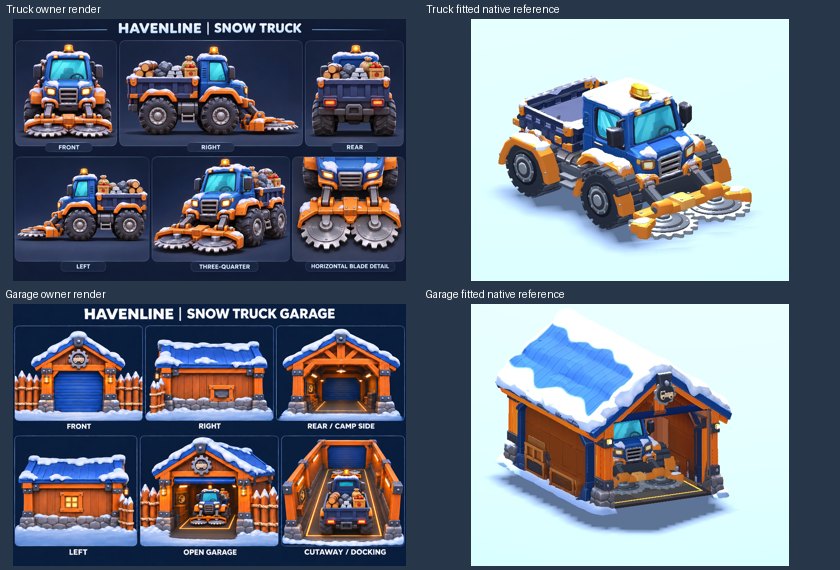 Truck owner render
Truck fitted native reference
HAVENLINE | SNOW TRUCK
FRONT
RIGHT
REAR
LEFT
THREE-QUARTER
HORIZONTAL BLADE DETAIL
Garage owner render
Garage fitted native reference
HAVENLINE | SNOW TRUCK GARAGE
FRONT
RIGHT
REAR / CAMP SIDE
LEFT
OPEN GARAGE
CUTAWAY / DOCKING